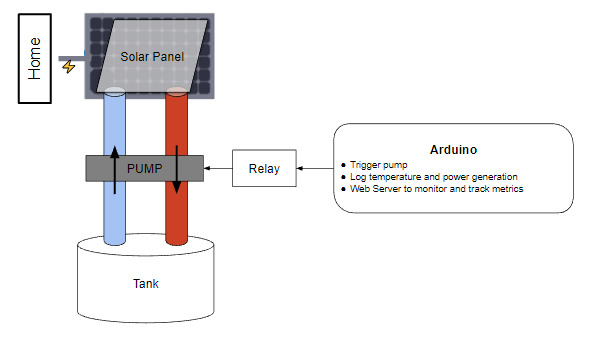 Home
Solar Panel
PUMP
Relay
Arduino
● Trigger pump
● Log temperature and power generation
● Web Server to monitor and track metrics
Tank